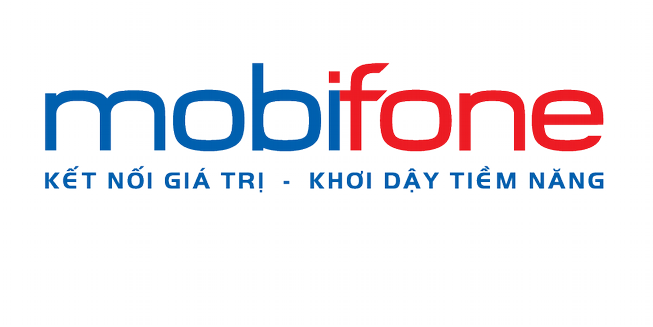 mobifone
KẾT NỐI GIÁ TRỊ - KHƠI DẬY TIỀM NĂNG